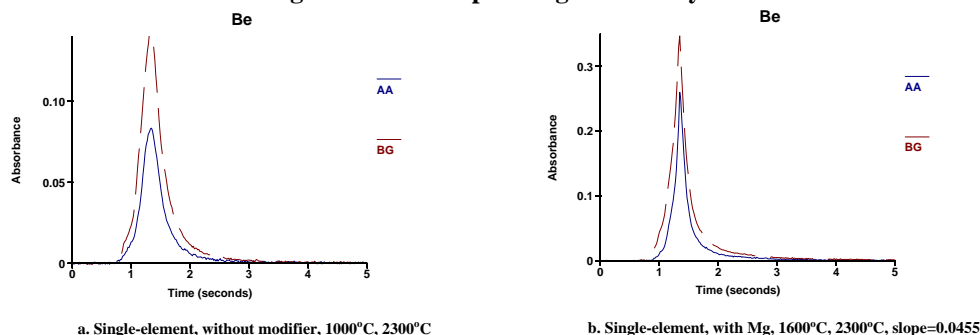 Be
0.10
0.05
0
Absorbance
AA
BG
0 1 2 3 4 5
Time (seconds)
a. Single-element, without modifier, 1000°C, 2300°C
Be
0.3
0.2
0.1
0
Absorbance
AA
BG
0 1 2 3 4 5
Time (seconds)
b. Single-element, with Mg, 1600°C, 2300°C, slope=0.04S5